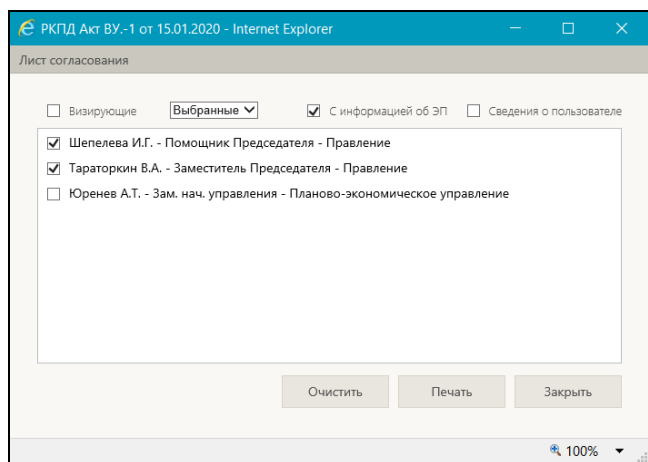 РКПД Акт ВУ.-1 от 15.01.2020 - Internet Explorer
Лист согласования
Визирующие Выбранные С информацией об ЭП Сведения о пользователе
Шепелева И.Г. - Помощник Председателя - Правление
Тараторкин В.А. - Заместитель Председателя - Правление
Юренев А.Т. - Зам. нач. управления - Планово-экономическое управление
Очистить Печать Закрыть
100%